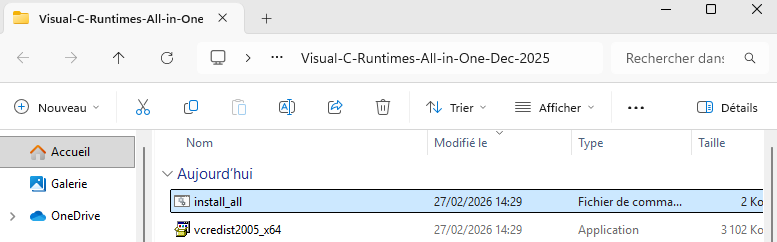 Visual-C-Runtimes-All-in-One
Visual-C-Runtimes-All-in-One-Dec-2025
Rechercher dans
Nouveau
Trier
Afficher
Détails
Accueil
Galerie
OneDrive
Nom Modifié le Type Taille
Aujourd'hui
install_all 27/02/2026 14:29 Fichier de comma... 2 Ko
vcredist2005_x64 27/02/2026 14:29 Application 3 102 Ko